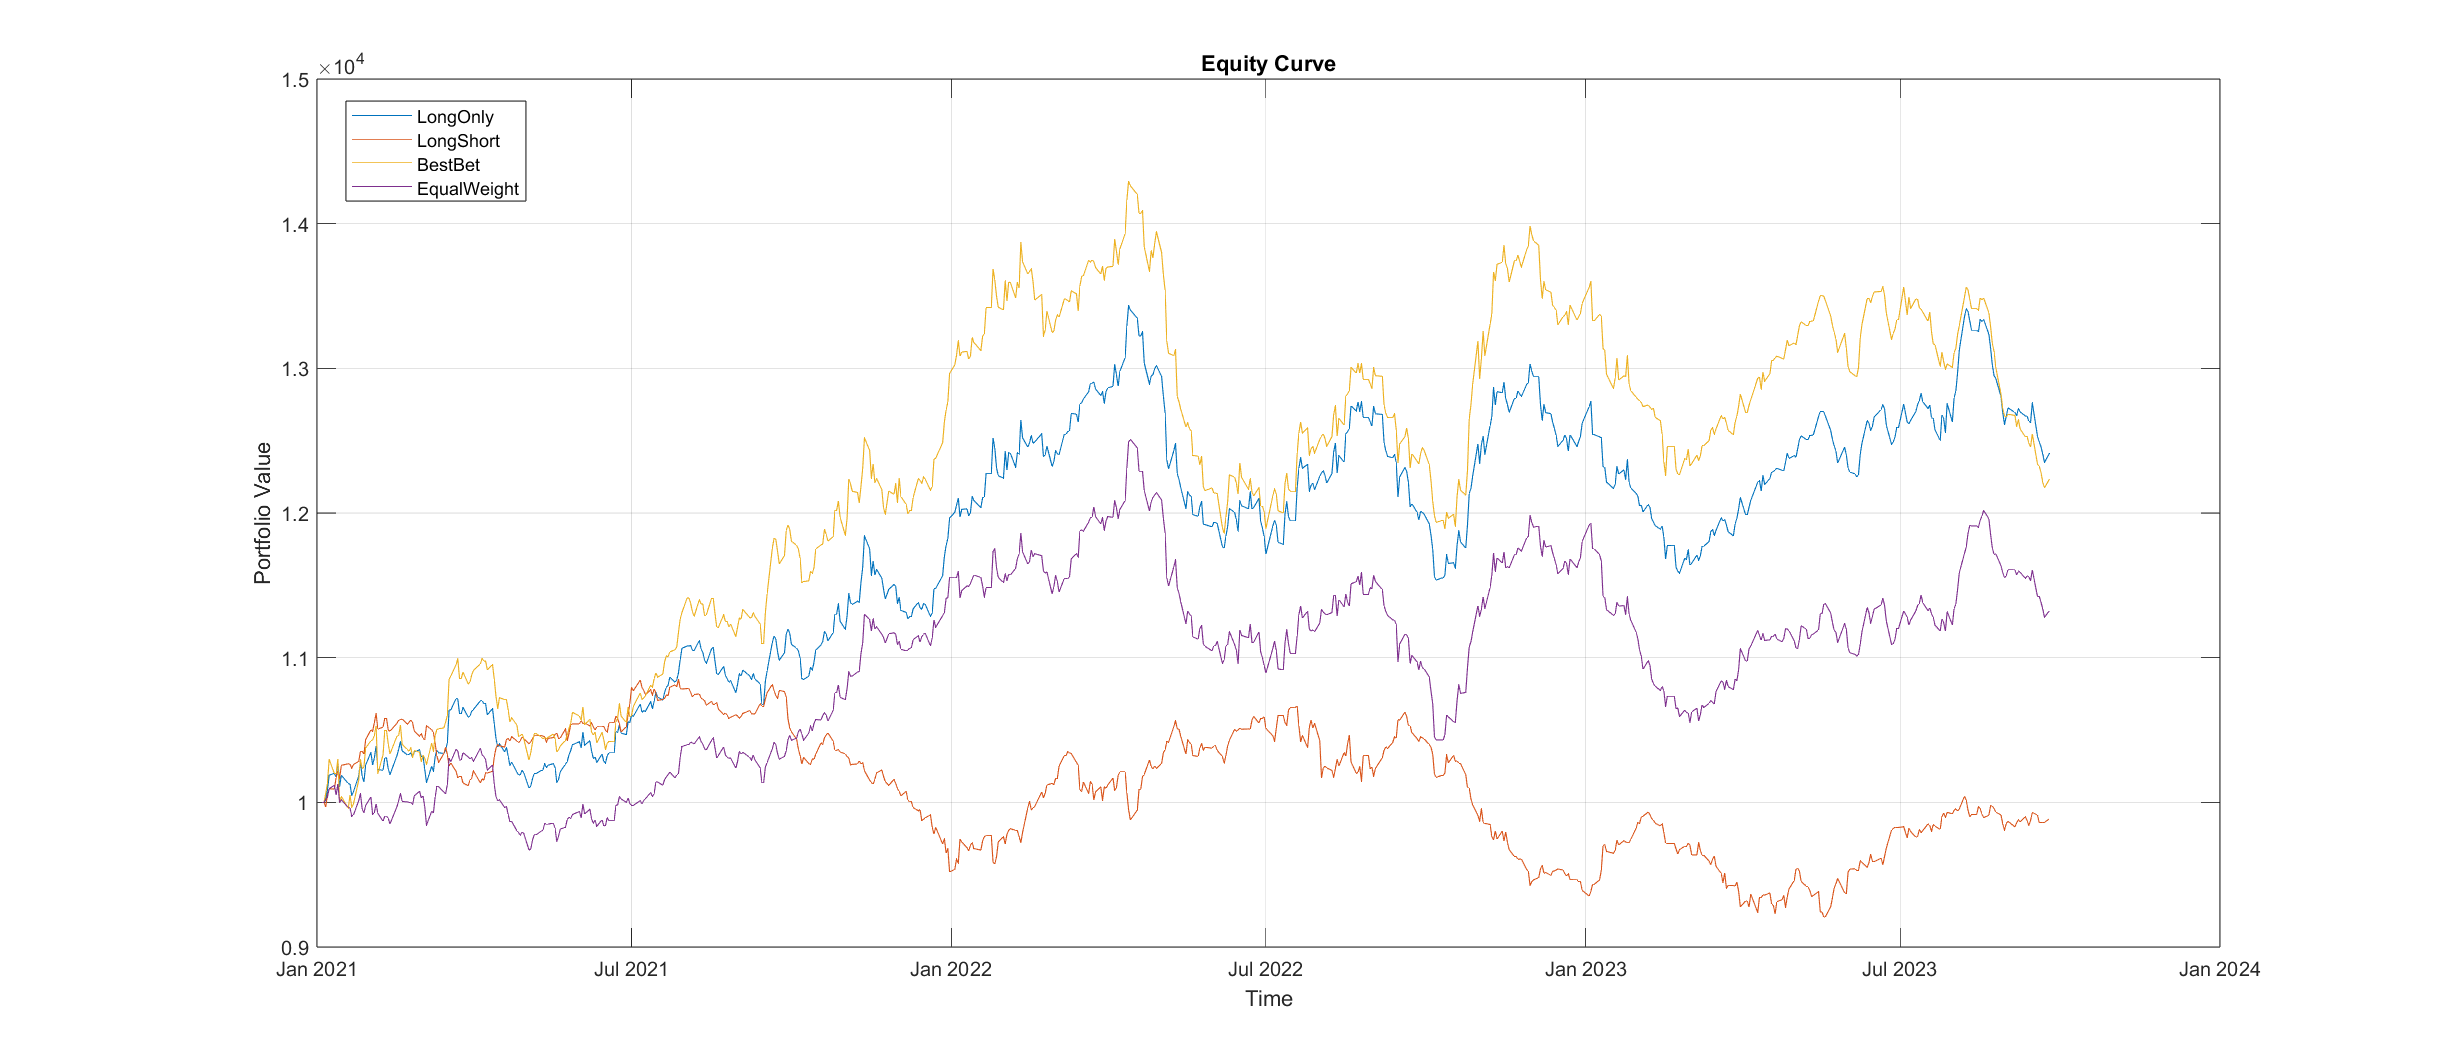 Equity Curve
×10^4
1.5
1.4
1.3
1.2
1.1
1
0.9
Portfolio Value
LongOnly
LongShort
BestBet
EqualWeight
Jan 2021 Jul 2021 Jan 2022 Jul 2022 Jan 2023 Jul 2023 Jan 2024
Time